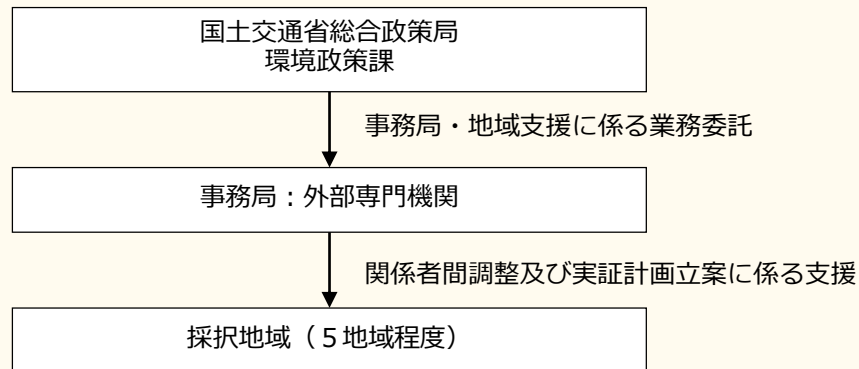 国土交通省総合政策局
環境政策課
事務局・地域支援に係る業務委託
事務局：外部専門機関
関係者間調整及び実証計画立案に係る支援
採択地域（５地域程度）